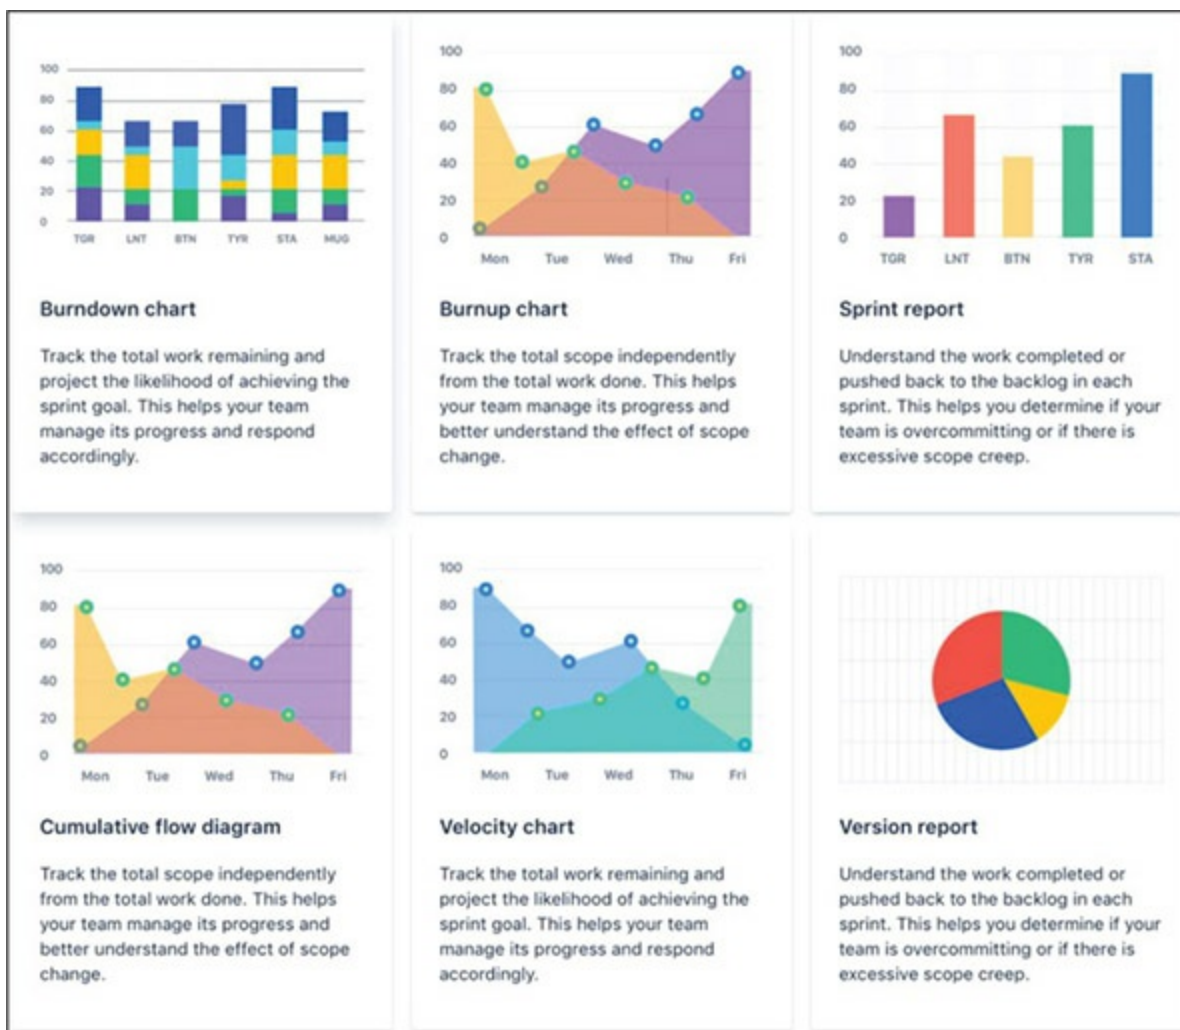 100
80
60
40
20
0
TGR LNT BTN TYR STA MUG
Burndown chart
Track the total work remaining and
project the likelihood of achieving the
sprint goal. This helps your team
manage its progress and respond
accordingly.
100
80
60
40
20
0
Mon Tue Wed Thu Fri
Burnup chart
Track the total scope independently
from the total work done. This helps
your team manage its progress and
better understand the effect of scope
change.
100
80
60
40
20
0
TGR LNT BTN TYR STA
Sprint report
Understand the work completed or
pushed back to the backlog in each
sprint. This helps you determine if your
team is overcommitting or if there is
excessive scope creep.
100
80
60
40
20
0
Mon Tue Wed Thu Fri
Cumulative flow diagram
Track the total scope independently
from the total work done. This helps
your team manage its progress and
better understand the effect of scope
change.
100
80
60
40
20
0
Mon Tue Wed Thu Fri
Velocity chart
Track the total work remaining and
project the likelihood of achieving the
sprint goal. This helps your team
manage its progress and respond
accordingly.
Version report
Understand the work completed or
pushed back to the backlog in each
sprint. This helps you determine if your
team is overcommitting or if there is
excessive scope creep.